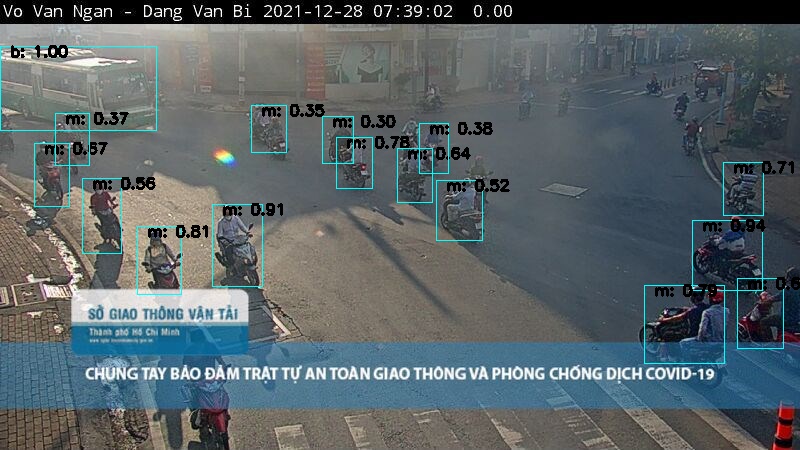 Vo Van Ngan - Dang Van Bi 2021-12-28 07:39:02 0.00
b: 1.00
m: 0.37
m: 0.35
m: 0.30
m: 0.38
m: 0.67
m: 0.78
m: 0.64
m: 0.71
m: 0.56
m: 0.52
m: 0.91
m: 0.81
m: 0.94
m: 0.79
SỞ GIAO THÔNG VẬN TẢI
Thành phố Hồ Chí Minh
CHUNG TAY BẢO ĐẢM TRẬT TỰ AN TOÀN GIAO THÔNG VÀ PHÒNG CHỐNG DỊCH COVID-19